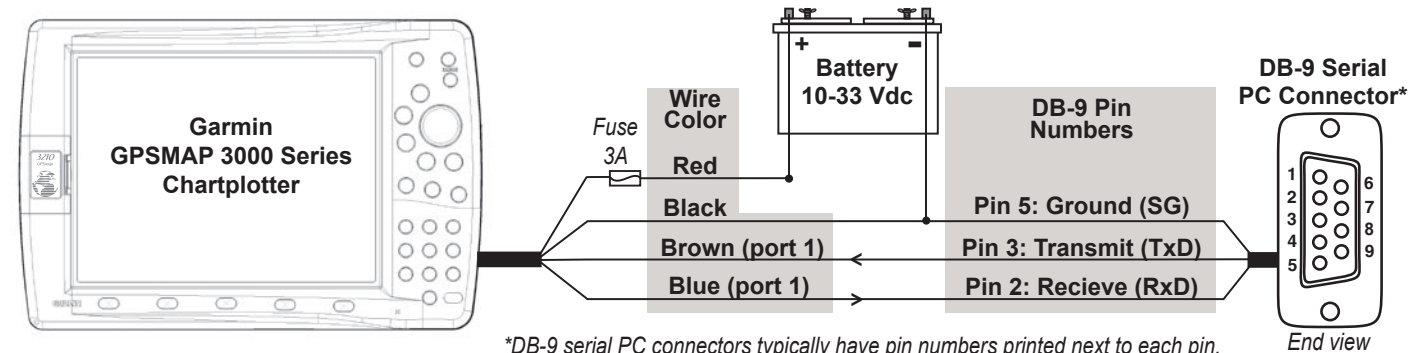 Garmin
GPSMAP 3000 Series
Chartplotter
3210
Fuse
3A
Wire
Color
Red
Black
Brown (port 1)
Blue (port 1)
+ -
Battery
10-33 Vdc
DB-9 Pin
Numbers
Pin 5: Ground (SG)
Pin 3: Transmit (TxD)
Pin 2: Recieve (RxD)
DB-9 Serial
PC Connector*
1
2
3
4
5
6
7
8
9
End view
*DB-9 serial PC connectors typically have pin numbers printed next to each pin.